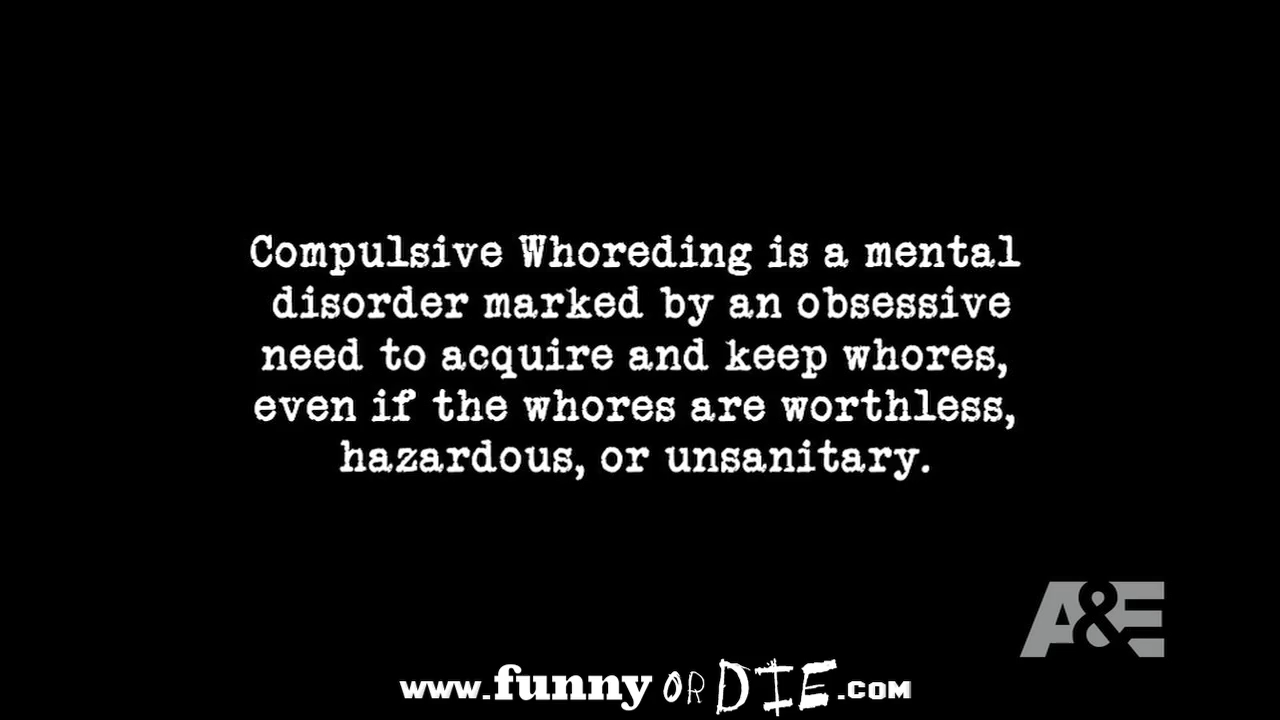 Compulsive Whoreding is a mental
disorder marked by an obsessive
need to acquire and keep whores,
even if the whores are worthless,
hazardous, or unsanitary.
A&E
www.funny OR DIE.com